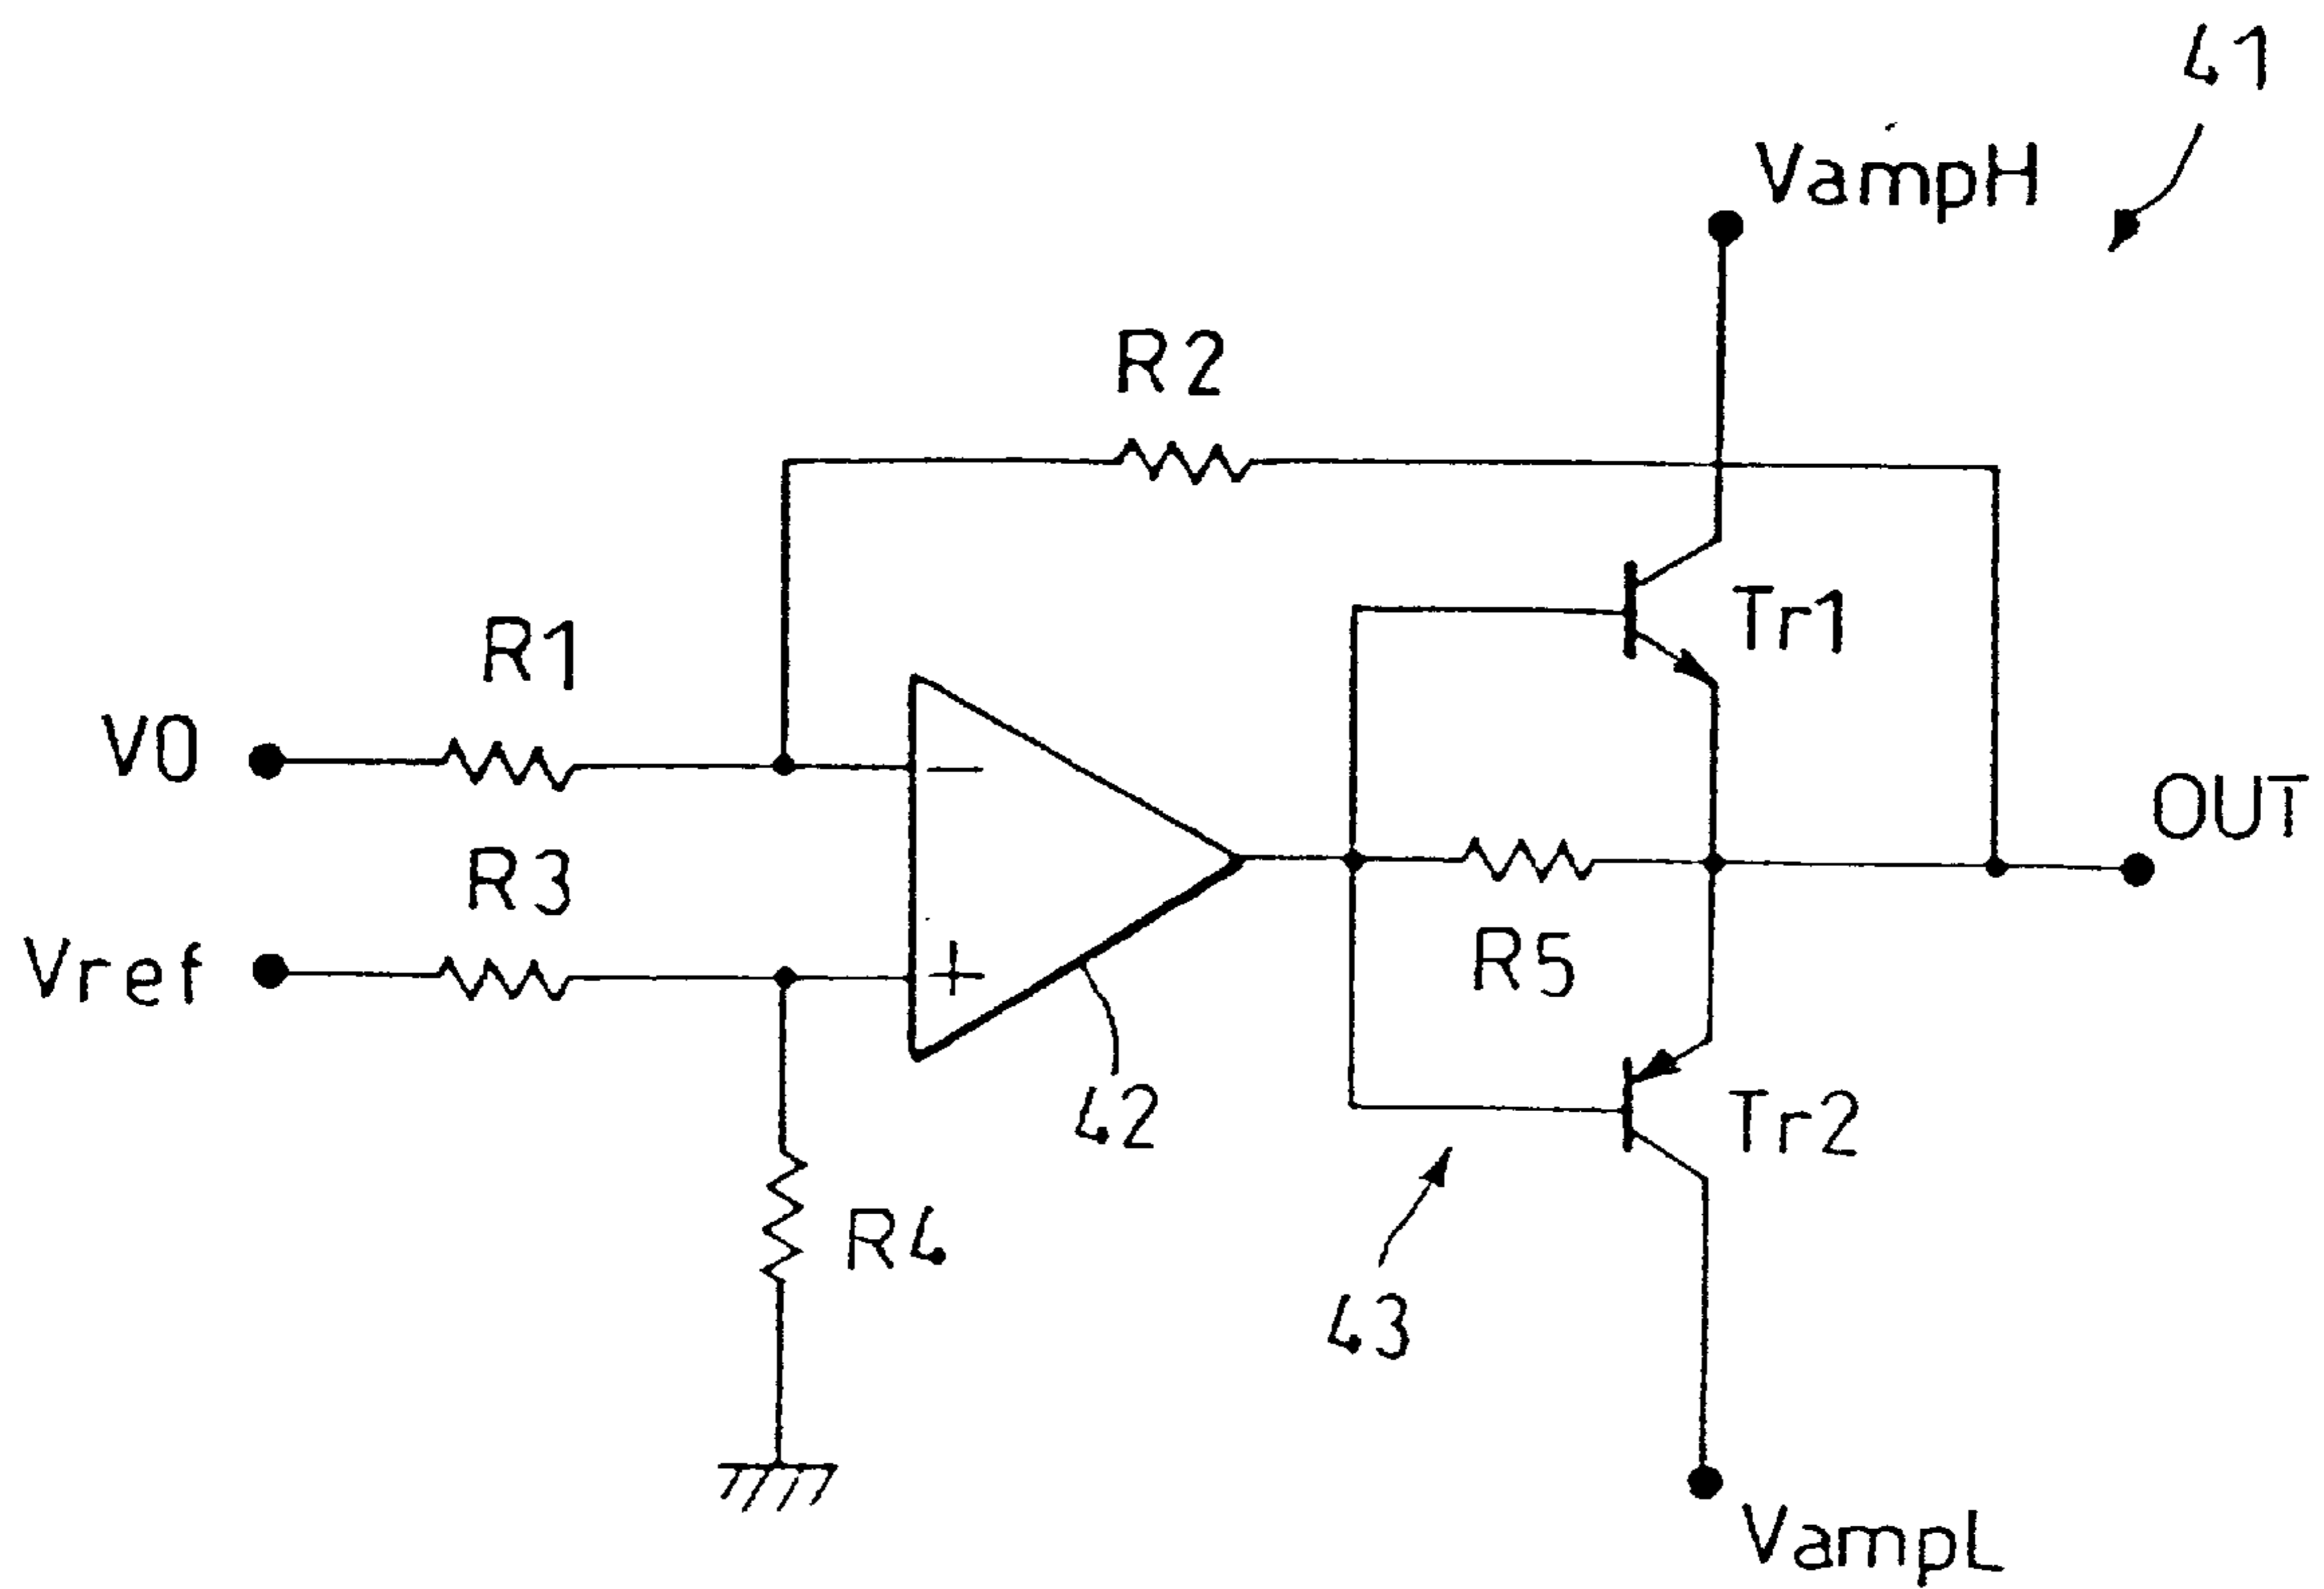 41
VampH
R2
Tr1
R1
V0
OUT
R3
R5
Vref
+
42
Tr2
R4
43
VampL